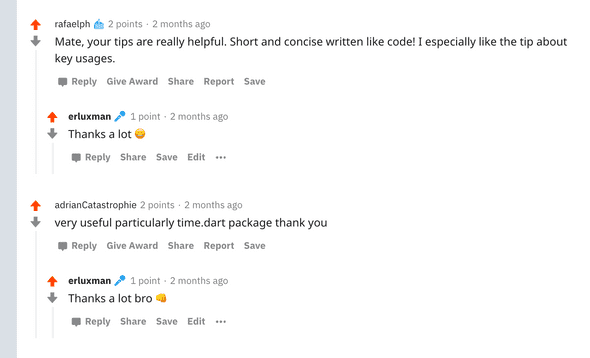 rafaelph 2 points · 2 months ago
Mate, your tips are really helpful. Short and concise written like code! I especially like the tip about
key usages.
Reply Give Award Share Report Save
erluxman 🎤 1 point · 2 months ago
Thanks a lot 😊
Reply Share Save Edit •••
adrianCatastrophie 2 points · 2 months ago
very useful particularly time.dart package thank you
Reply Give Award Share Report Save
erluxman 🎤 1 point · 2 months ago
Thanks a lot bro 👊
Reply Share Save Edit •••